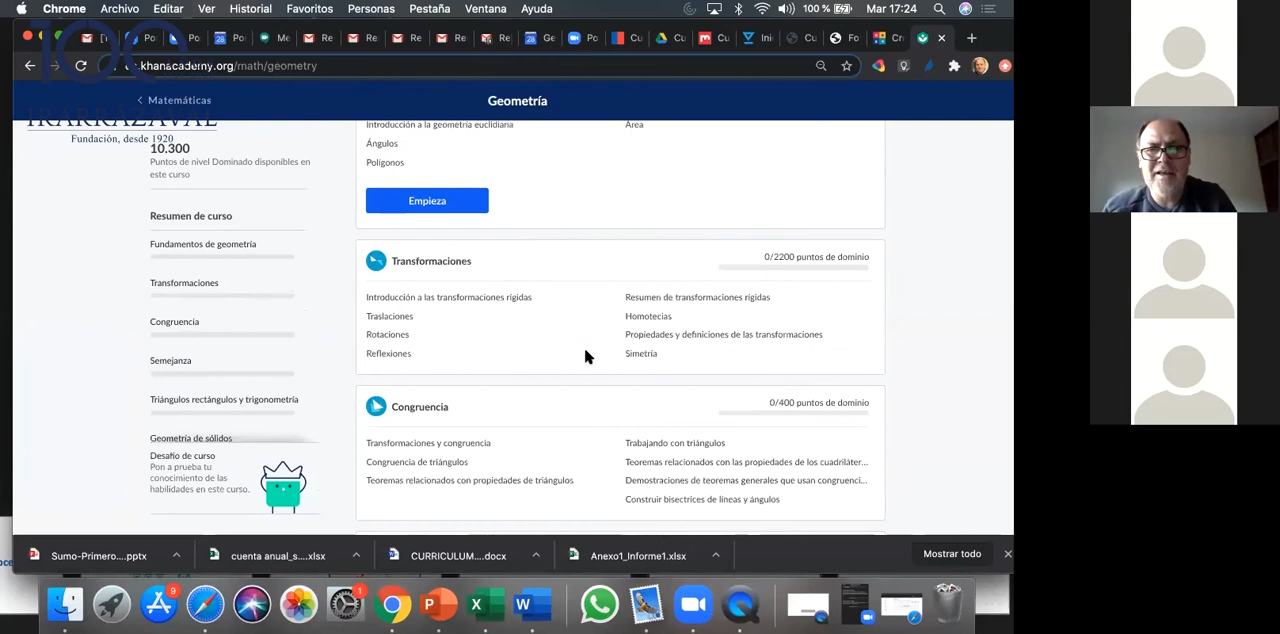 Chrome Archivo Editar Ver Historial Favoritos Personas Pestaña Ventana Ayuda 100 % Mar 17:24
khanacademy.org/math/geometry
Matemáticas
Geometría
IRARRÁZAVAL
Fundación, desde 1920
10.300
Puntos de nivel Dominado disponibles en
este curso
Resumen de curso
Fundamentos de geometría
Transformaciones
Congruencia
Semejanza
Triángulos rectángulos y trigonometría
Geometría de sólidos
Desafío de curso
Pon a prueba tu
conocimiento de las
habilidades en este curso.
Introducción a la geometría euclidiana
Área
Ángulos
Polígonos
Empieza
Transformaciones
0/2200 puntos de dominio
Introducción a las transformaciones rígidas
Resumen de transformaciones rígidas
Traslaciones
Homotecias
Rotaciones
Propiedades y definiciones de las transformaciones
Reflexiones
Simetría
Congruencia
0/400 puntos de dominio
Transformaciones y congruencia
Trabajando con triángulos
Congruencia de triángulos
Teoremas relacionados con las propiedades de los cuadriláter...
Teoremas relacionados con propiedades de triángulos
Demostraciones de teoremas generales que usan congruenci...
Construir bisectrices de líneas y ángulos
Sumo-Primero....pptx
cuenta anual_s....xlsx
CURRICULUM....docx
Anexo1_Informe1.xlsx
Mostrar todo
9
1